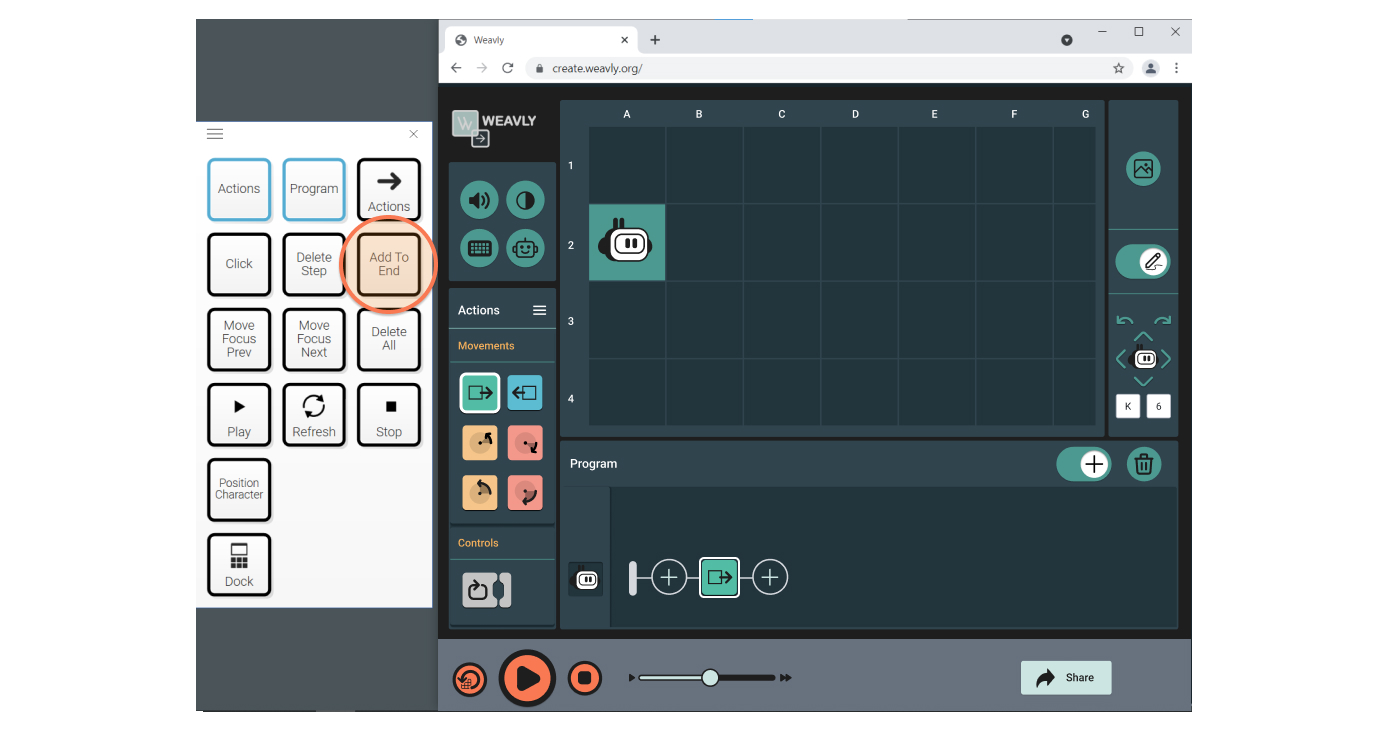 Weavly
create.weavly.org/
Actions
Program
Actions
Click
Delete
Step
Add To
End
Move
Focus
Prev
Move
Focus
Next
Delete
All
Play
Refresh
Stop
Position
Character
Dock
W
WEAVLY
A B C D E F G
1
2
3
4
Actions
Movements
Controls
K 6
Program
Share